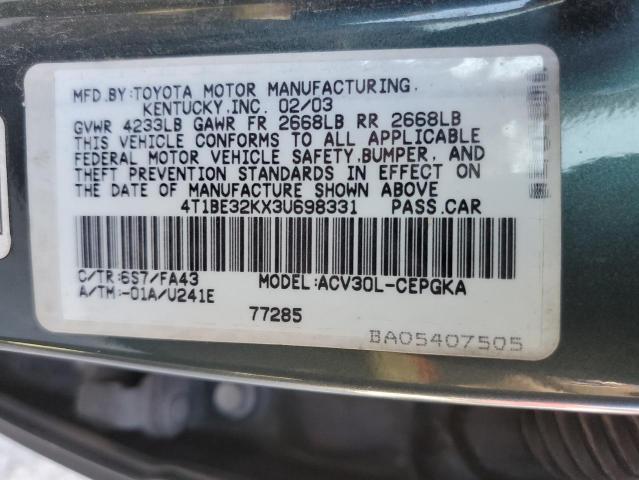 MFD.BY:TOYOTA MOTOR MANUFACTURING,
KENTUCKY,INC. 02/03
GVWR 4233LB GAWR FR 2668LB RR 2668LB
THIS VEHICLE CONFORMS TO ALL APPLICABLE
FEDERAL MOTOR VEHICLE SAFETY,BUMPER, AND
THEFT PREVENTION STANDARDS IN EFFECT ON
THE DATE OF MANUFACTURE SHOWN ABOVE
4T1BE32KX3U698331 PASS.CAR
C/TR:6S7/FA43 MODEL:ACV30L-CEPGKA
A/TM:-01A/U241E
77285
BA05407505